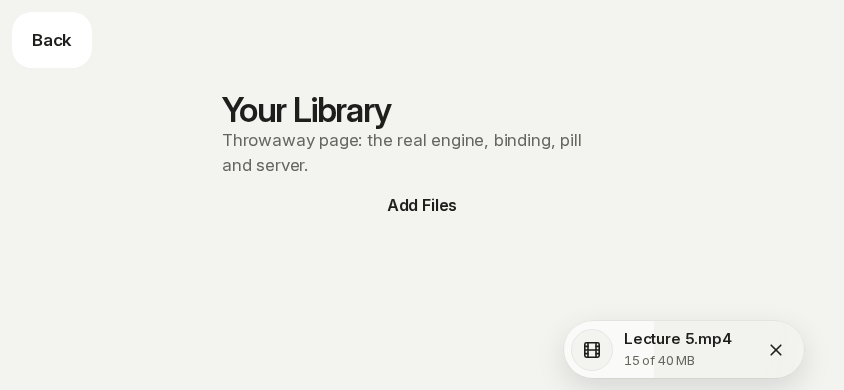 Back
Your Library
Throwaway page: the real engine, binding, pill
and server.
Add Files
Lecture 5.mp4
15 of 40 MB